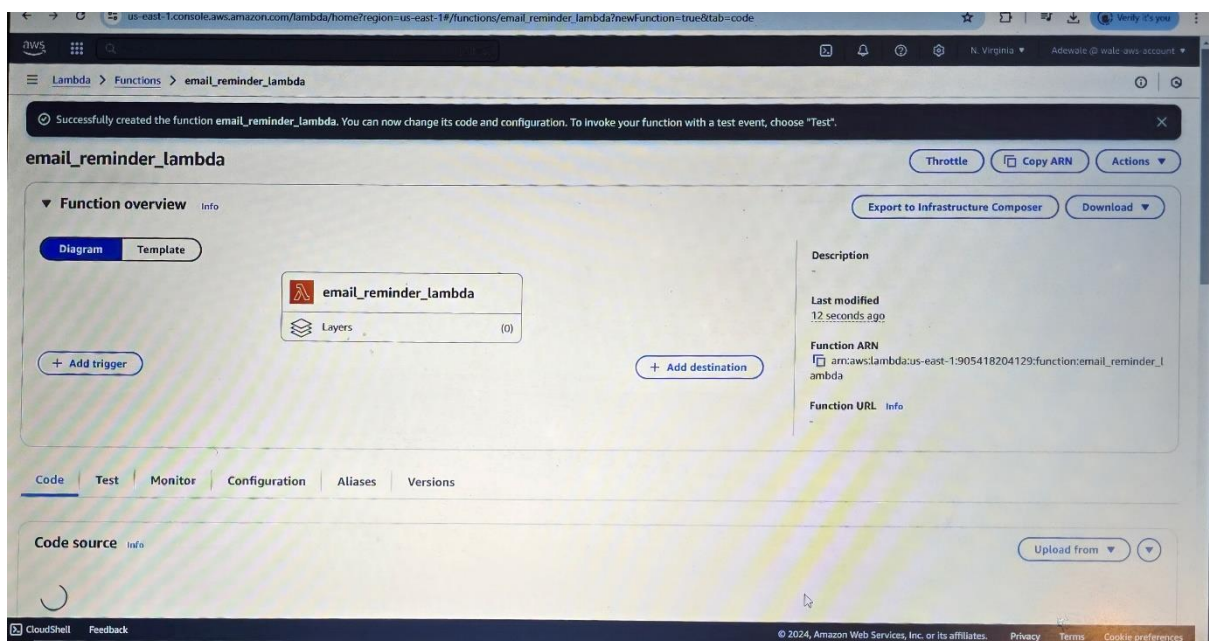 us-east-1.console.aws.amazon.com/lambda/home?region=us-east-1#/functions/email_reminder_lambda?newFunction=true&tab=code
Verify it's you
aws
N. Virginia
Adewale @ wale-aws-account
Lambda > Functions > email_reminder_lambda
Successfully created the function email_reminder_lambda. You can now change its code and configuration. To invoke your function with a test event, choose "Test".
email_reminder_lambda
Throttle
Copy ARN
Actions
Function overview Info
Export to Infrastructure Composer
Download
Diagram
Template
email_reminder_lambda
Layers (0)
+ Add trigger
+ Add destination
Description
-
Last modified
12 seconds ago
Function ARN
arn:aws:lambda:us-east-1:905418204129:function:email_reminder_l
ambda
Function URL Info
-
Code Test Monitor Configuration Aliases Versions
Code source Info
Upload from
CloudShell Feedback
© 2024, Amazon Web Services, Inc. or its affiliates. Privacy Terms Cookie preferences